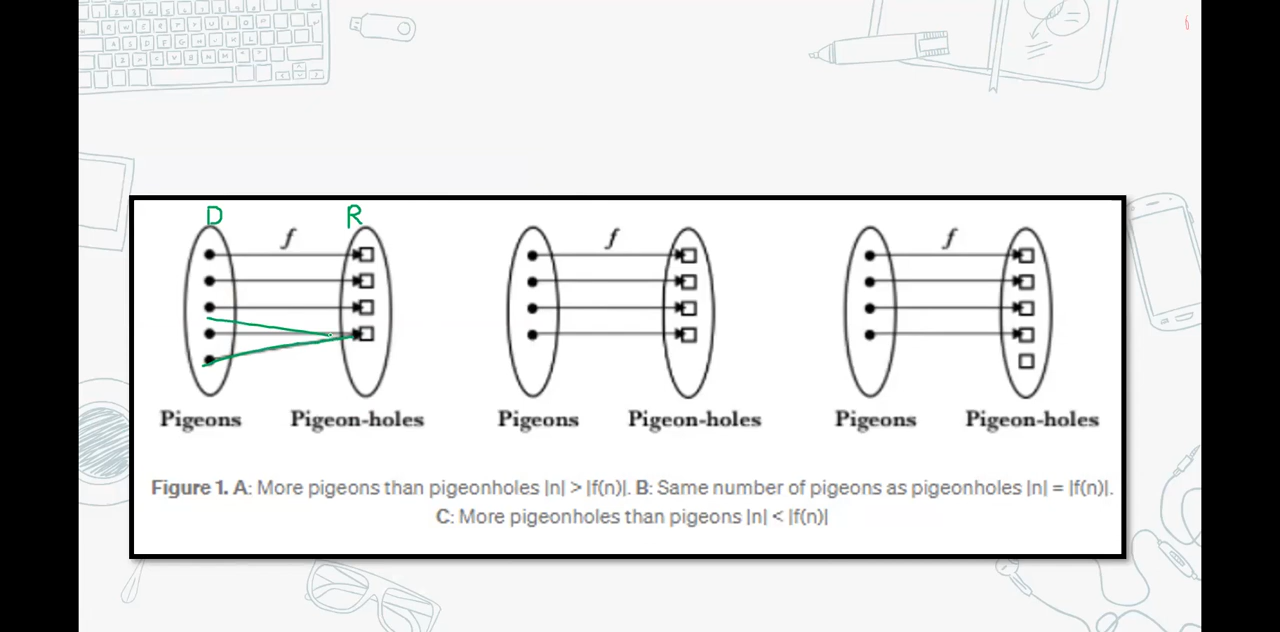 D R
f f f
Pigeons Pigeon-holes Pigeons Pigeon-holes Pigeons Pigeon-holes
Figure 1. A: More pigeons than pigeonholes |n| > |f(n)|. B: Same number of pigeons as pigeonholes |n| = |f(n)|.
C: More pigeonholes than pigeons |n| < |f(n)|